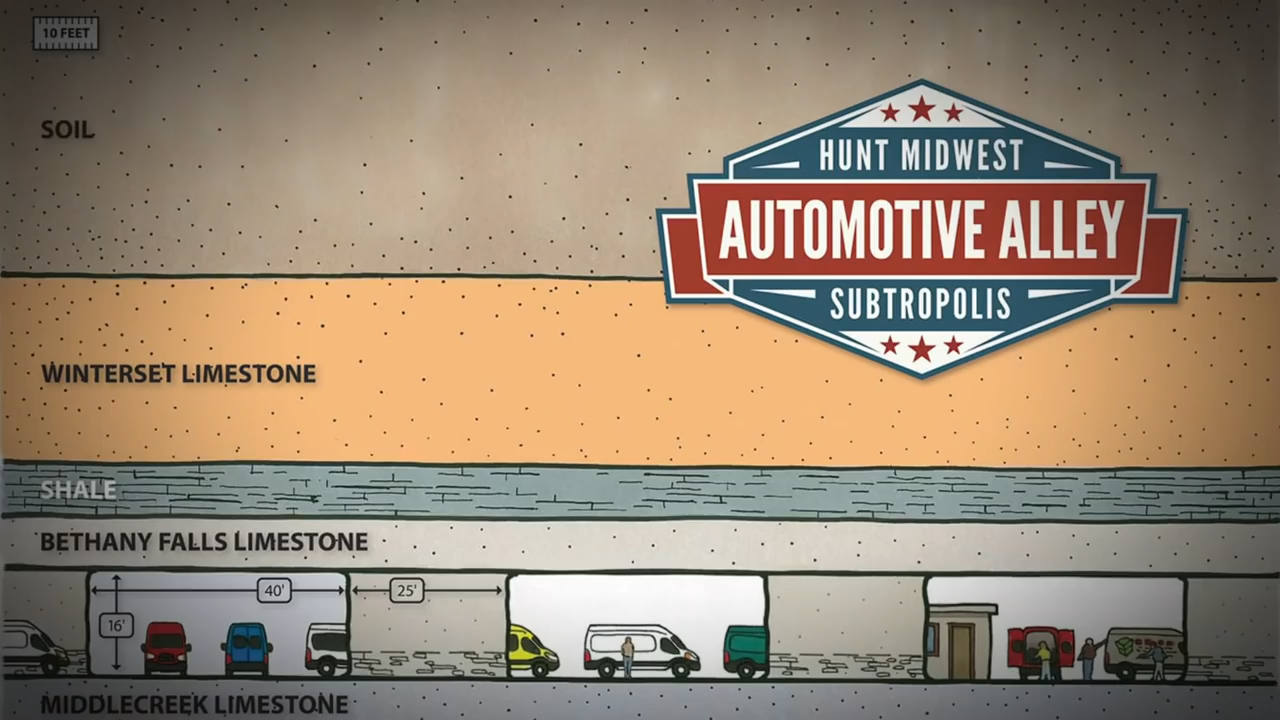 10 FEET
SOIL
HUNT MIDWEST
AUTOMOTIVE ALLEY
SUBTROPOLIS
WINTERSET LIMESTONE
SHALE
BETHANY FALLS LIMESTONE
40'
25'
16'
MIDDLECREEK LIMESTONE